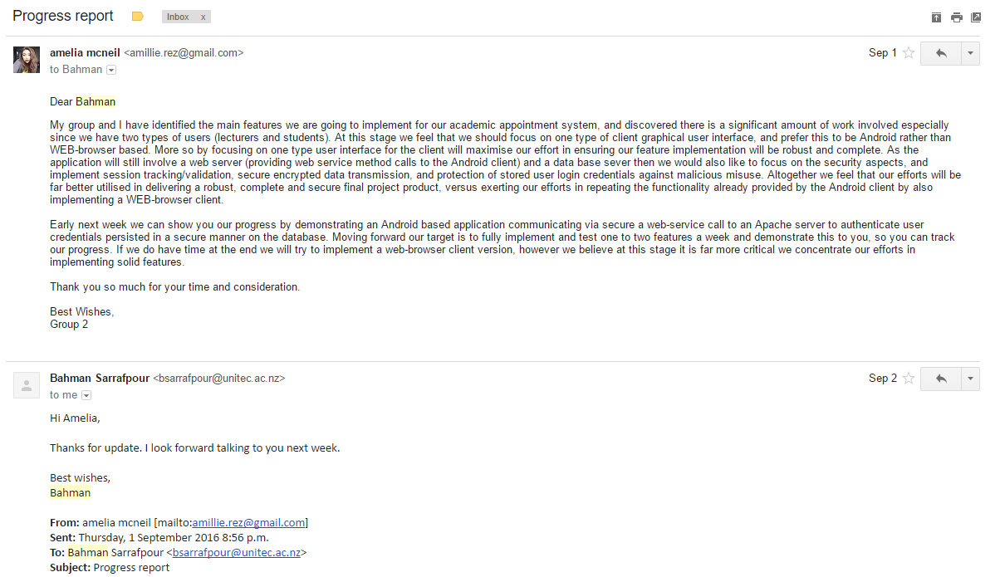 Progress report
Inbox x
amelia mcneil <amillie.rez@gmail.com>
Sep 1
to Bahman
Dear Bahman
My group and I have identified the main features we are going to implement for our academic appointment system, and discovered there is a significant amount of work involved especially
since we have two types of users (lecturers and students). At this stage we feel that we should focus on one type of client graphical user interface, and prefer this to be Android rather than
WEB-browser based. More so by focusing on one type user interface for the client will maximise our effort in ensuring our feature implementation will be robust and complete. As the
application will still involve a web server (providing web service method calls to the Android client) and a data base sever then we would also like to focus on the security aspects, and
implement session tracking/validation, secure encrypted data transmission, and protection of stored user login credentials against malicious misuse. Altogether we feel that our efforts will be
far better utilised in delivering a robust, complete and secure final project product, versus exerting our efforts in repeating the functionality already provided by the Android client by also
implementing a WEB-browser client.
Early next week we can show you our progress by demonstrating an Android based application communicating via secure a web-service call to an Apache server to authenticate user
credentials persisted in a secure manner on the database. Moving forward our target is to fully implement and test one to two features a week and demonstrate this to you, so you can track
our progress. If we do have time at the end we will try to implement a web-browser client version, however we believe at this stage it is far more critical we concentrate our efforts in
implementing solid features.
Thank you so much for your time and consideration.
Best Wishes,
Group 2
Bahman Sarrafpour <bsarrafpour@unitec.ac.nz>
Sep 2
to me
Hi Amelia,
Thanks for update. I look forward talking to you next week.
Best wishes,
Bahman
From: amelia mcneil [mailto:amillie.rez@gmail.com]
Sent: Thursday, 1 September 2016 8:56 p.m.
To: Bahman Sarrafpour <bsarrafpour@unitec.ac.nz>
Subject: Progress report